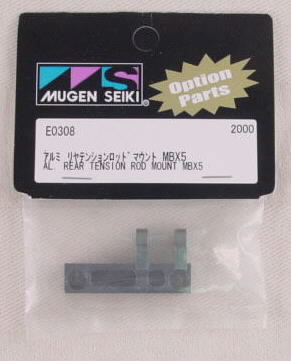 MUGEN SEIKI
Option
Parts
E0308 2000
アルミ リヤテンションロッドマウント MBX5
AL. REAR TENSION ROD MOUNT MBX5